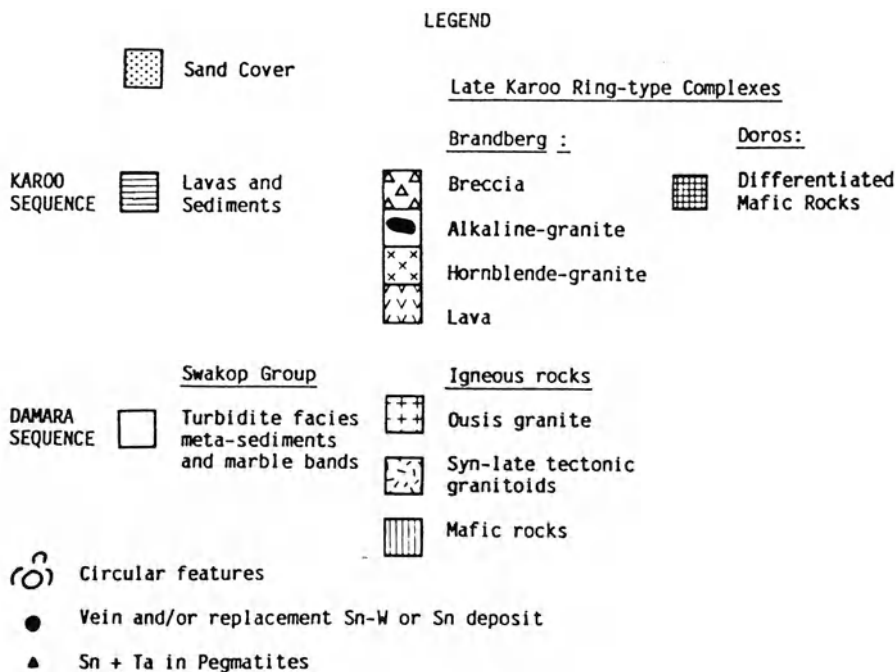 LEGEND
Sand Cover
Late Karoo Ring-type Complexes
Brandberg :
Doros:
KAROO
SEQUENCE
Lavas and
Sediments
Breccia
Differentiated
Mafic Rocks
Alkaline-granite
Hornblende-granite
Lava
Swakop Group
Igneous rocks
DAMARA
SEQUENCE
Turbidite facies
meta-sediments
and marble bands
Ousis granite
Syn-late tectonic
granitoids
Mafic rocks
Circular features
Vein and/or replacement Sn-W or Sn deposit
Sn + Ta in Pegmatites